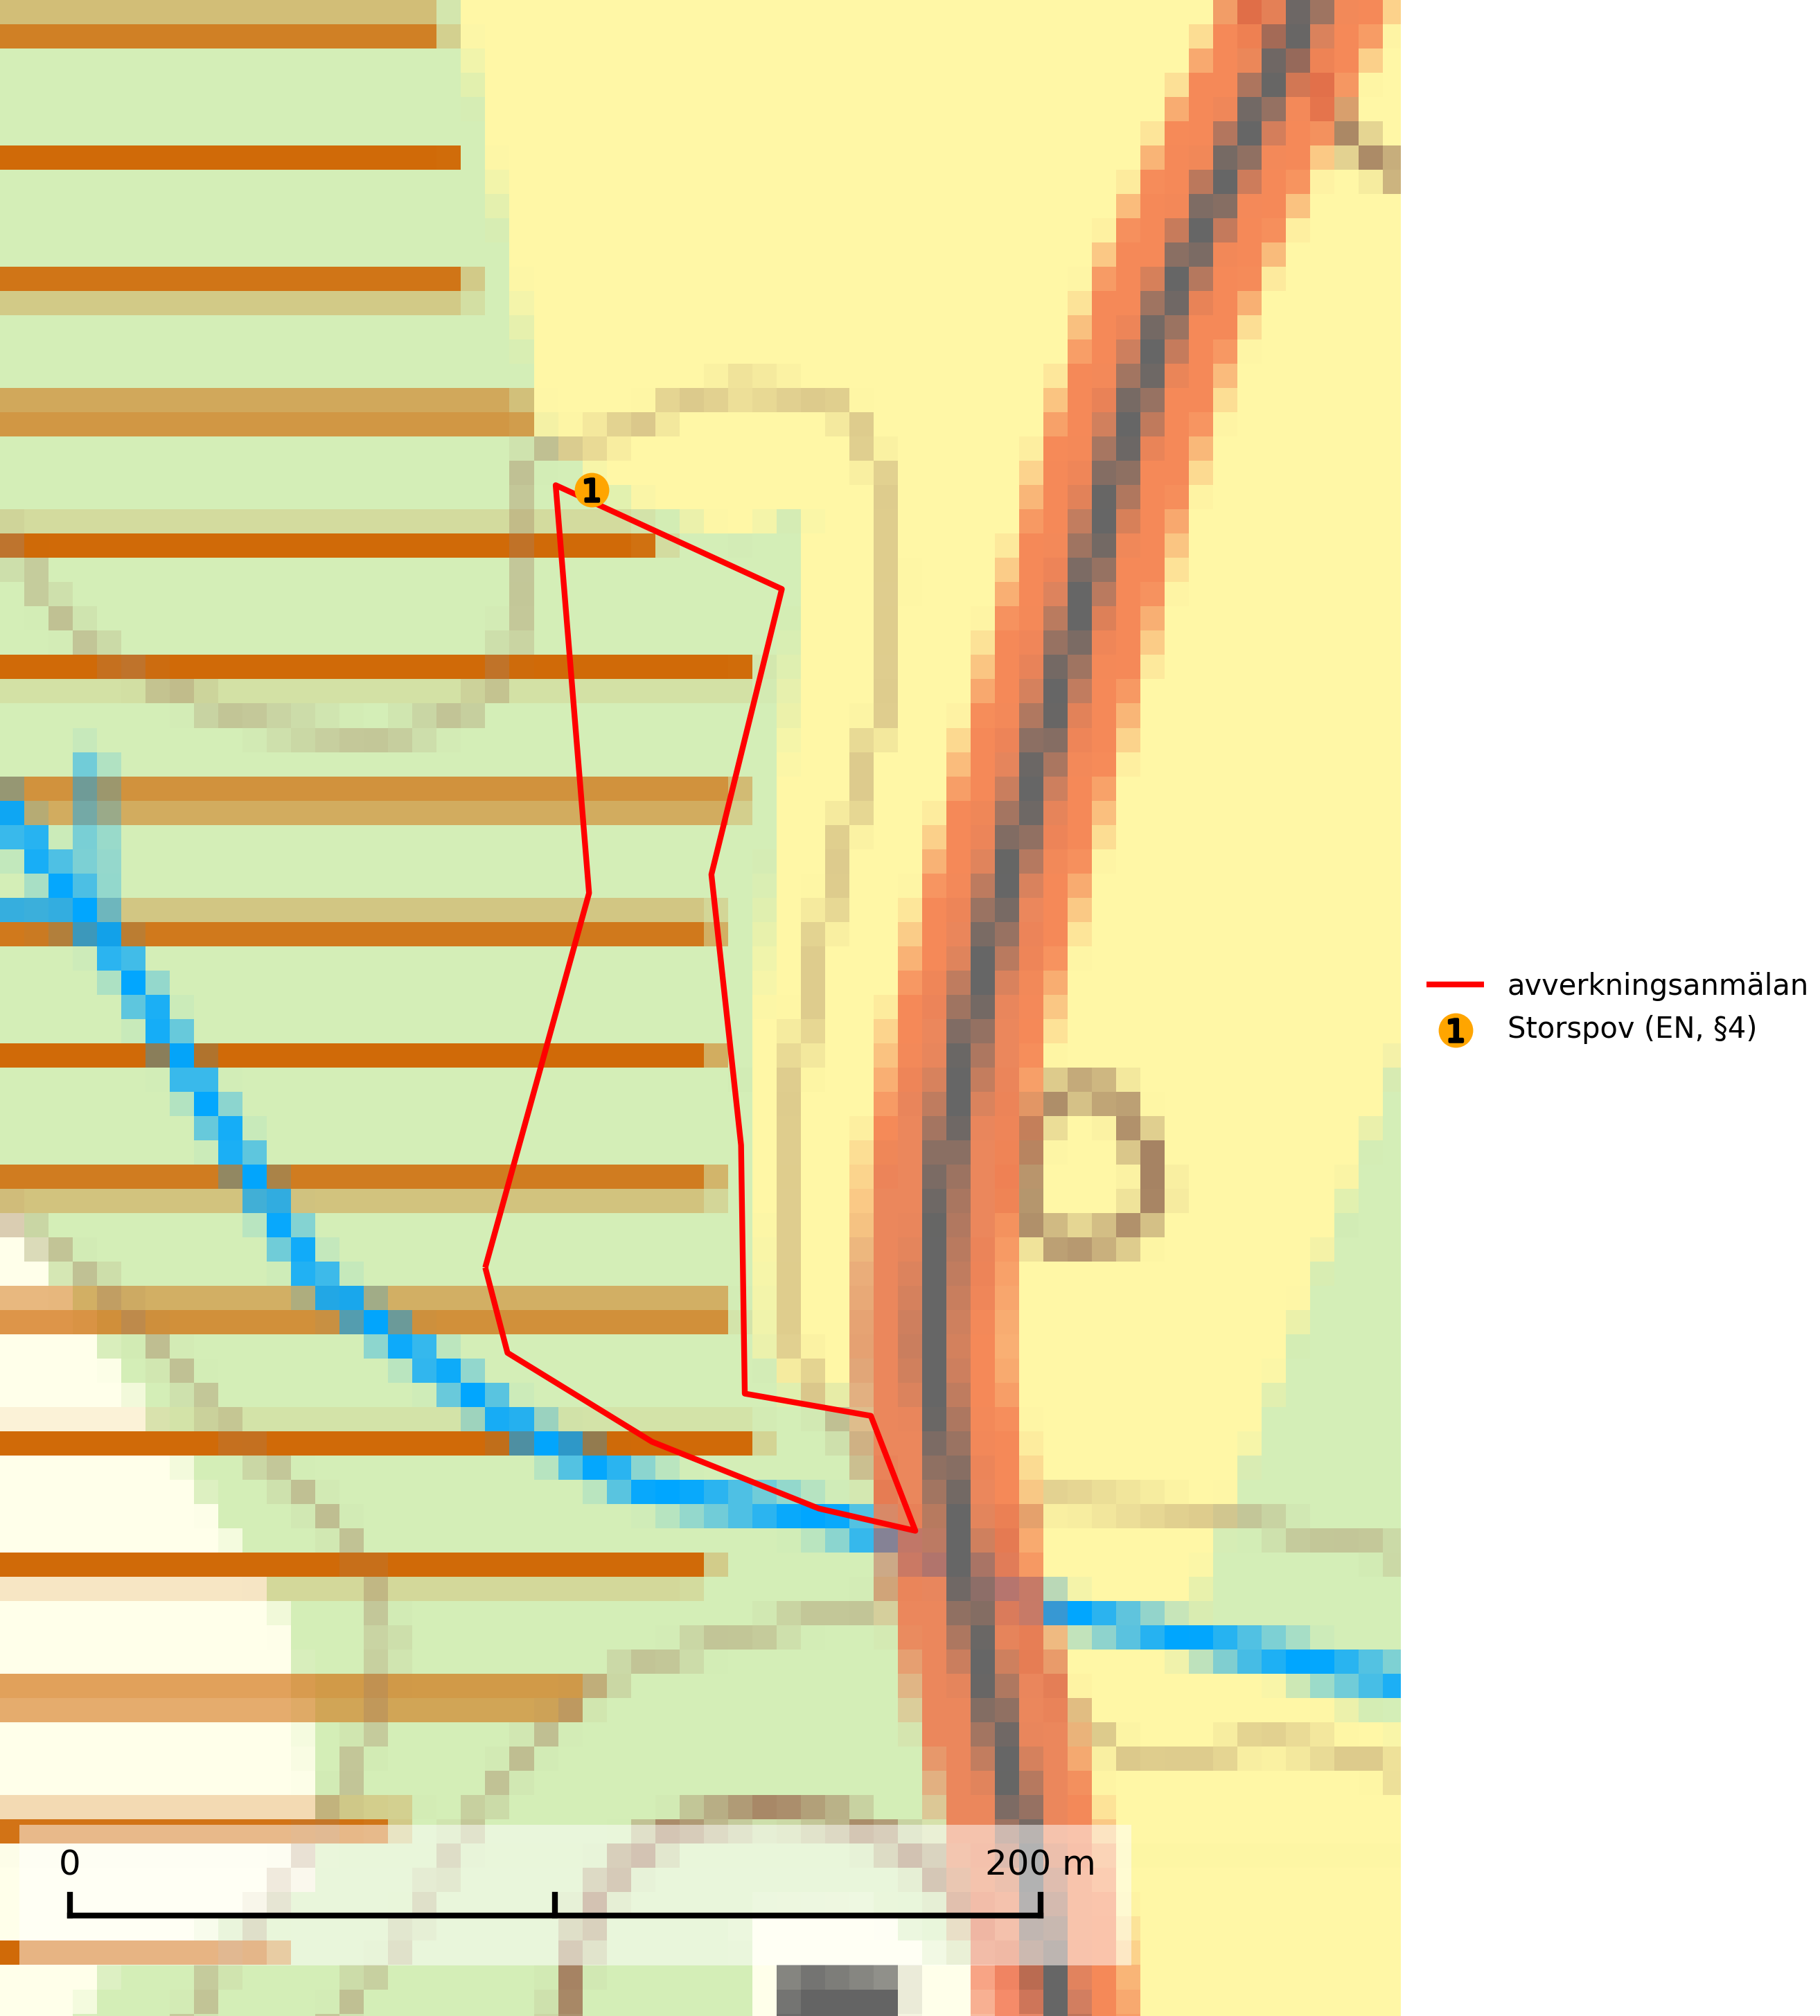 1
avverkningsanmälan
1 Storspov (EN, §4)
0 200 m